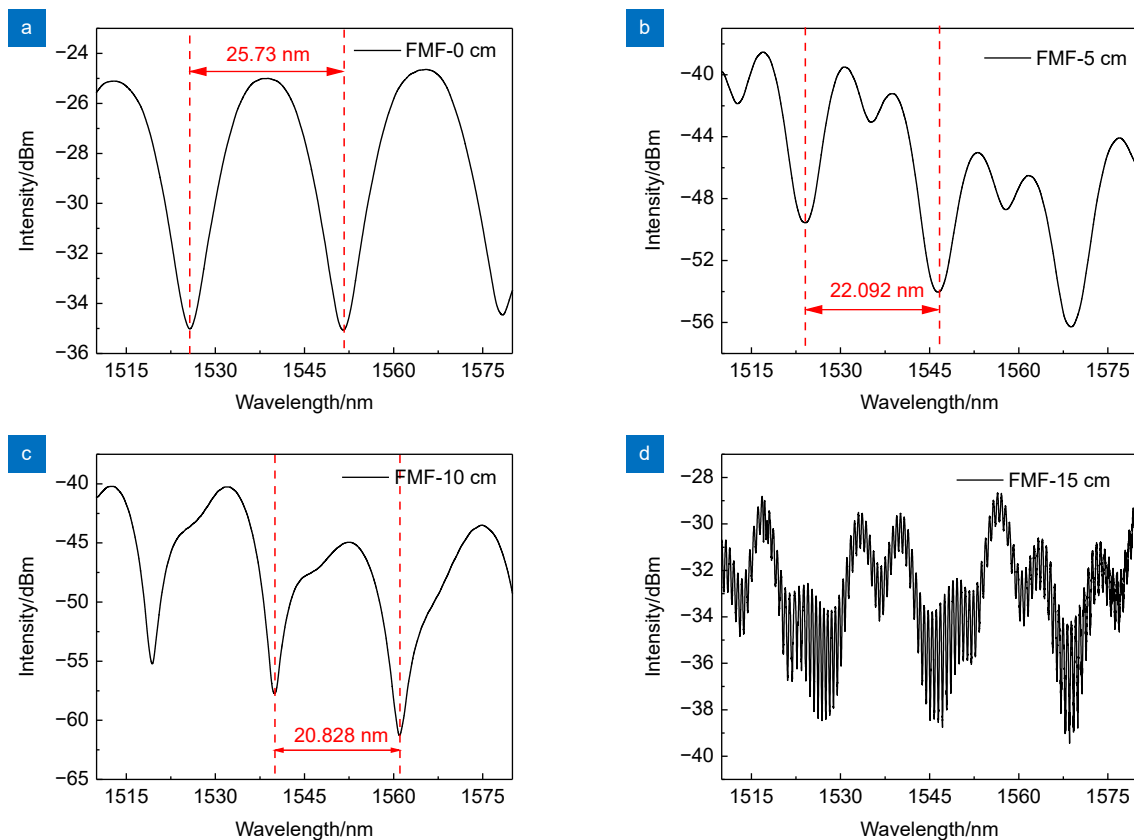 a
25.73 nm
FMF-0 cm
−24
−26
−28
−30
−32
−34
−36
Intensity/dBm
1515
1530
1545
1560
1575
Wavelength/nm
b
FMF-5 cm
22.092 nm
−40
−44
−48
−52
−56
Intensity/dBm
1515
1530
1545
1560
1575
Wavelength/nm
c
FMF-10 cm
20.828 nm
−40
−45
−50
−55
−60
−65
Intensity/dBm
1515
1530
1545
1560
1575
Wavelength/nm
d
FMF-15 cm
−28
−30
−32
−34
−36
−38
−40
Intensity/dBm
1515
1530
1545
1560
1575
Wavelength/nm